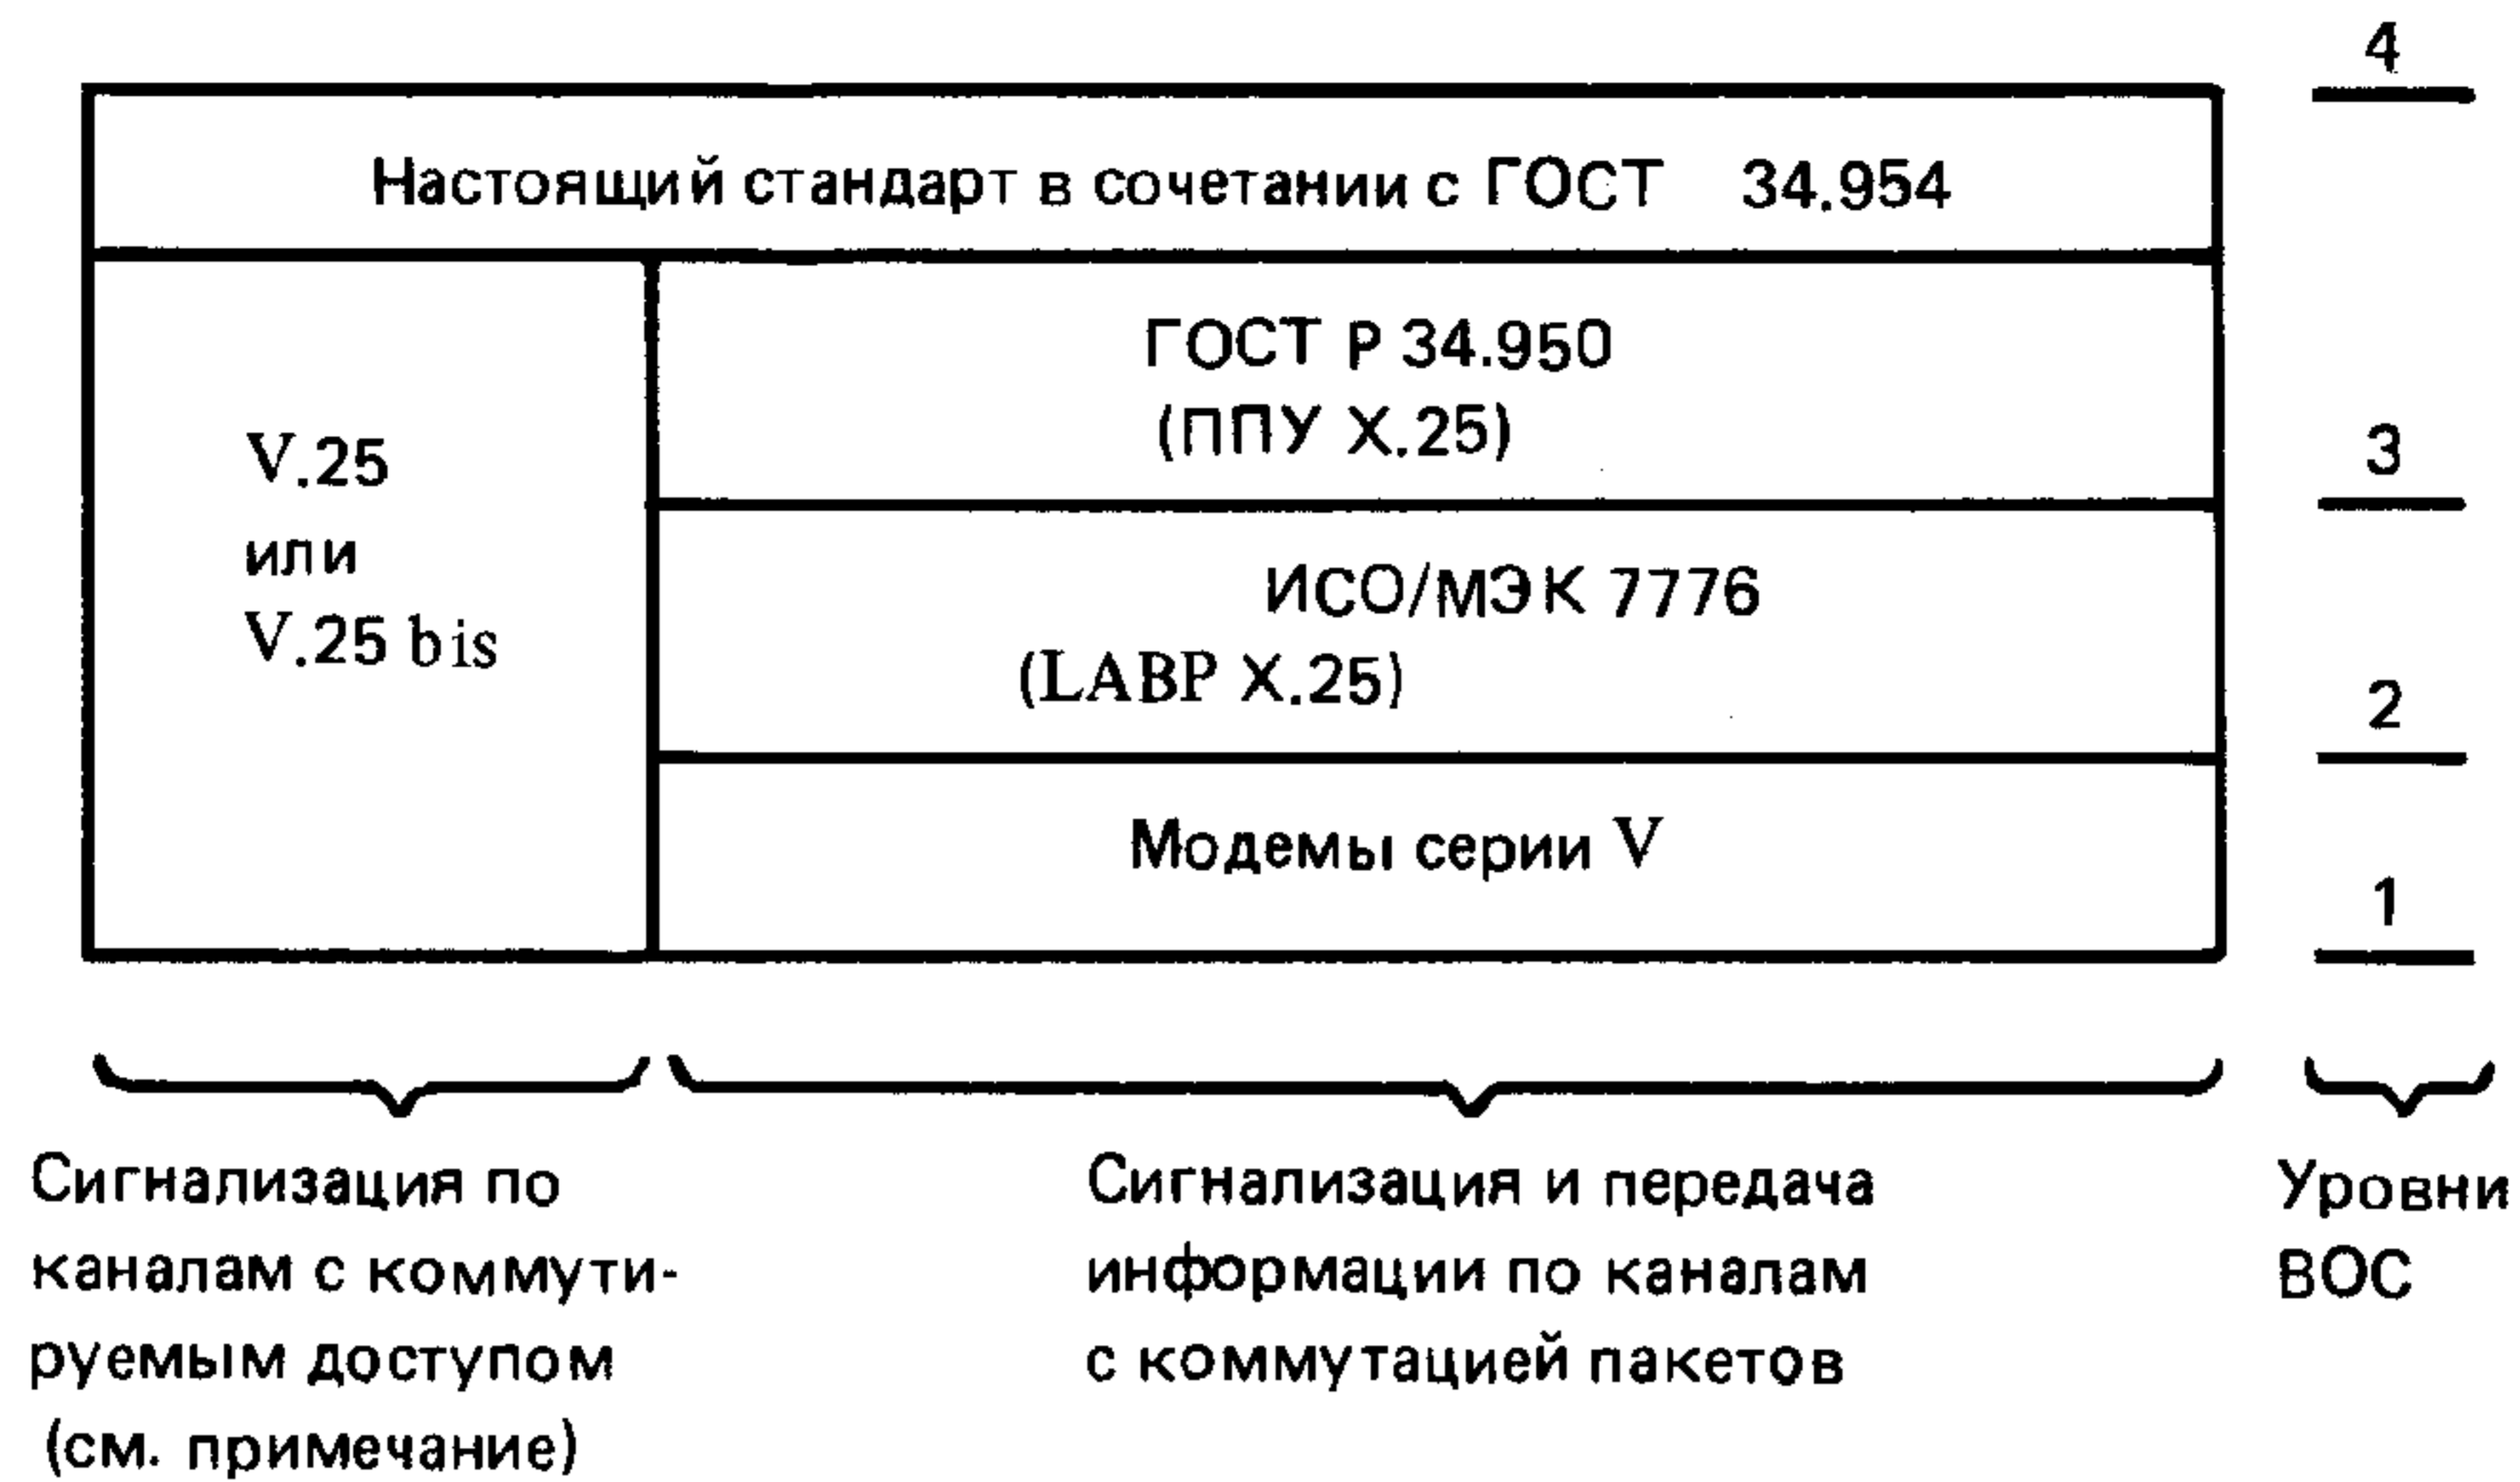 4
Настоящий стандарт в сочетании с ГОСТ 34.954
ГОСТ Р 34.950
(ППУ X.25)
3
V.25
или
V.25 bis
ИСО/МЭК 7776
(LABP X.25)
2
Модемы серии V
1
Сигнализация по
каналам с коммути-
руемым доступом
(см. примечание)
Сигнализация и передача
информации по каналам
с коммутацией пакетов
Уровни
ВОС